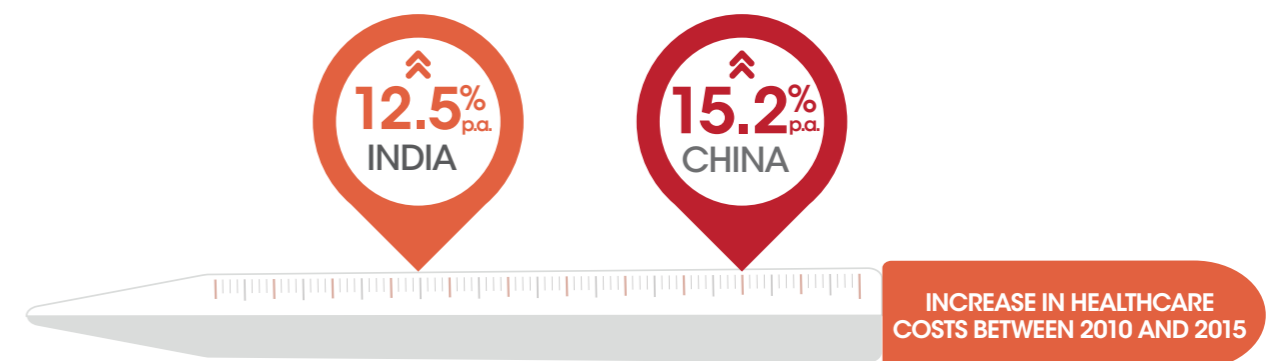 12.5% p.a.
INDIA
15.2% p.a.
CHINA
INCREASE IN HEALTHCARE
COSTS BETWEEN 2010 AND 2015